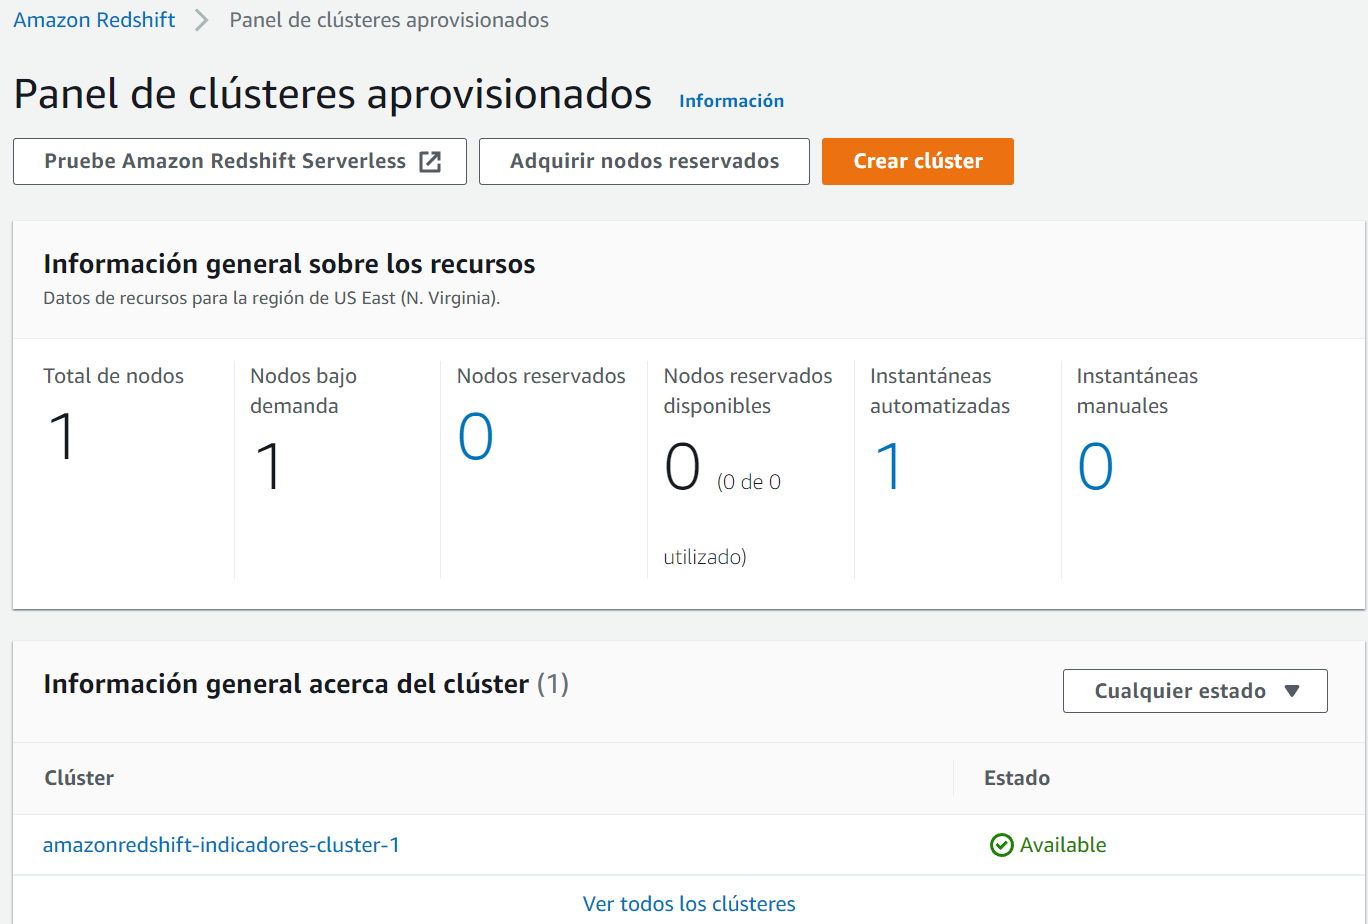 Amazon Redshift > Panel de clústeres aprovisionados
Panel de clústeres aprovisionados Información
Pruebe Amazon Redshift Serverless Adquirir nodos reservados Crear clúster
Información general sobre los recursos
Datos de recursos para la región de US East (N. Virginia).
Total de nodos
1
Nodos bajo
demanda
1
Nodos reservados
0
Nodos reservados
disponibles
0 (0 de 0
utilizado)
Instantáneas
automatizadas
1
Instantáneas
manuales
0
Información general acerca del clúster (1)
Cualquier estado
Clúster Estado
amazonredshift-indicadores-cluster-1 Available
Ver todos los clústeres